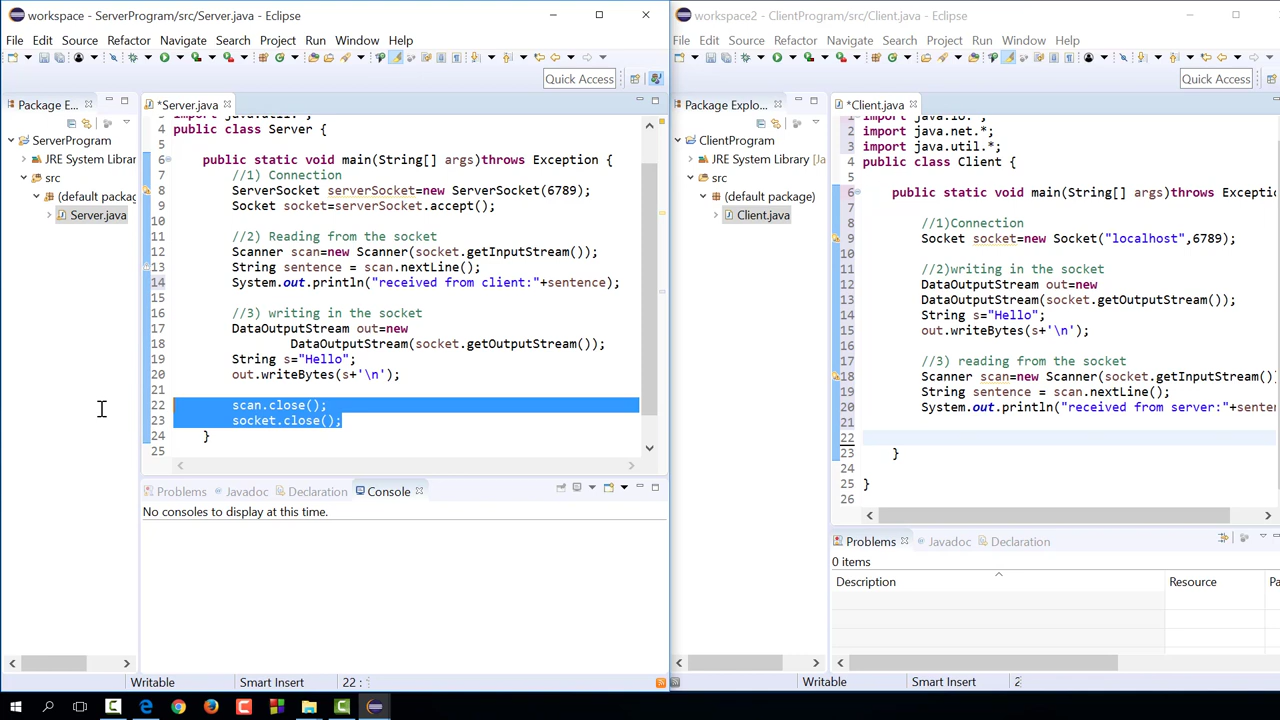 workspace - ServerProgram/src/Server.java - Eclipse
File Edit Source Refactor Navigate Search Project Run Window Help
Quick Access
Package E...
ServerProgram
JRE System Librar
src
(default packag
Server.java
*Server.java
3 import java.util.*;
4 public class Server {
5
6 public static void main(String[] args)throws Exception {
7 //1) Connection
8 ServerSocket serverSocket=new ServerSocket(6789);
9 Socket socket=serverSocket.accept();
10
11 //2) Reading from the socket
12 Scanner scan=new Scanner(socket.getInputStream());
13 String sentence = scan.nextLine();
14 System.out.println("received from client:"+sentence);
15
16 //3) writing in the socket
17 DataOutputStream out=new
18 DataOutputStream(socket.getOutputStream());
19 String s="Hello";
20 out.writeBytes(s+'\n');
21
22 scan.close();
23 socket.close();
24 }
25
Problems Javadoc Declaration Console
No consoles to display at this time.
Writable Smart Insert 22 :
workspace2 - ClientProgram/src/Client.java - Eclipse
File Edit Source Refactor Navigate Search Project Run Window Help
Quick Access
Package Explo...
ClientProgram
JRE System Library [Ja
src
(default package)
Client.java
*Client.java
1 import java.io.*;
2 import java.net.*;
3 import java.util.*;
4 public class Client {
5
6 public static void main(String[] args)throws Exception
7
8 //1)Connection
9 Socket socket=new Socket("localhost",6789);
10
11 //2)writing in the socket
12 DataOutputStream out=new
13 DataOutputStream(socket.getOutputStream());
14 String s="Hello";
15 out.writeBytes(s+'\n');
16
17 //3) reading from the socket
18 Scanner scan=new Scanner(socket.getInputStream()
19 String sentence = scan.nextLine();
20 System.out.println("received from server:"+senten
21
22
23 }
24
25 }
26
Problems Javadoc Declaration
0 items
Description Resource Pa
Writable Smart Insert 2